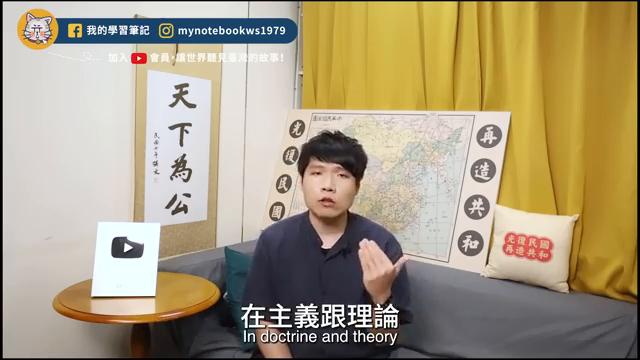 我的學習筆記 mynotebookws1979
加入 會員，讓世界聽見臺灣的故事！
天下為公
光復民國
再造共和
光復民國
再造共和
在主義跟理論
In doctrine and theory